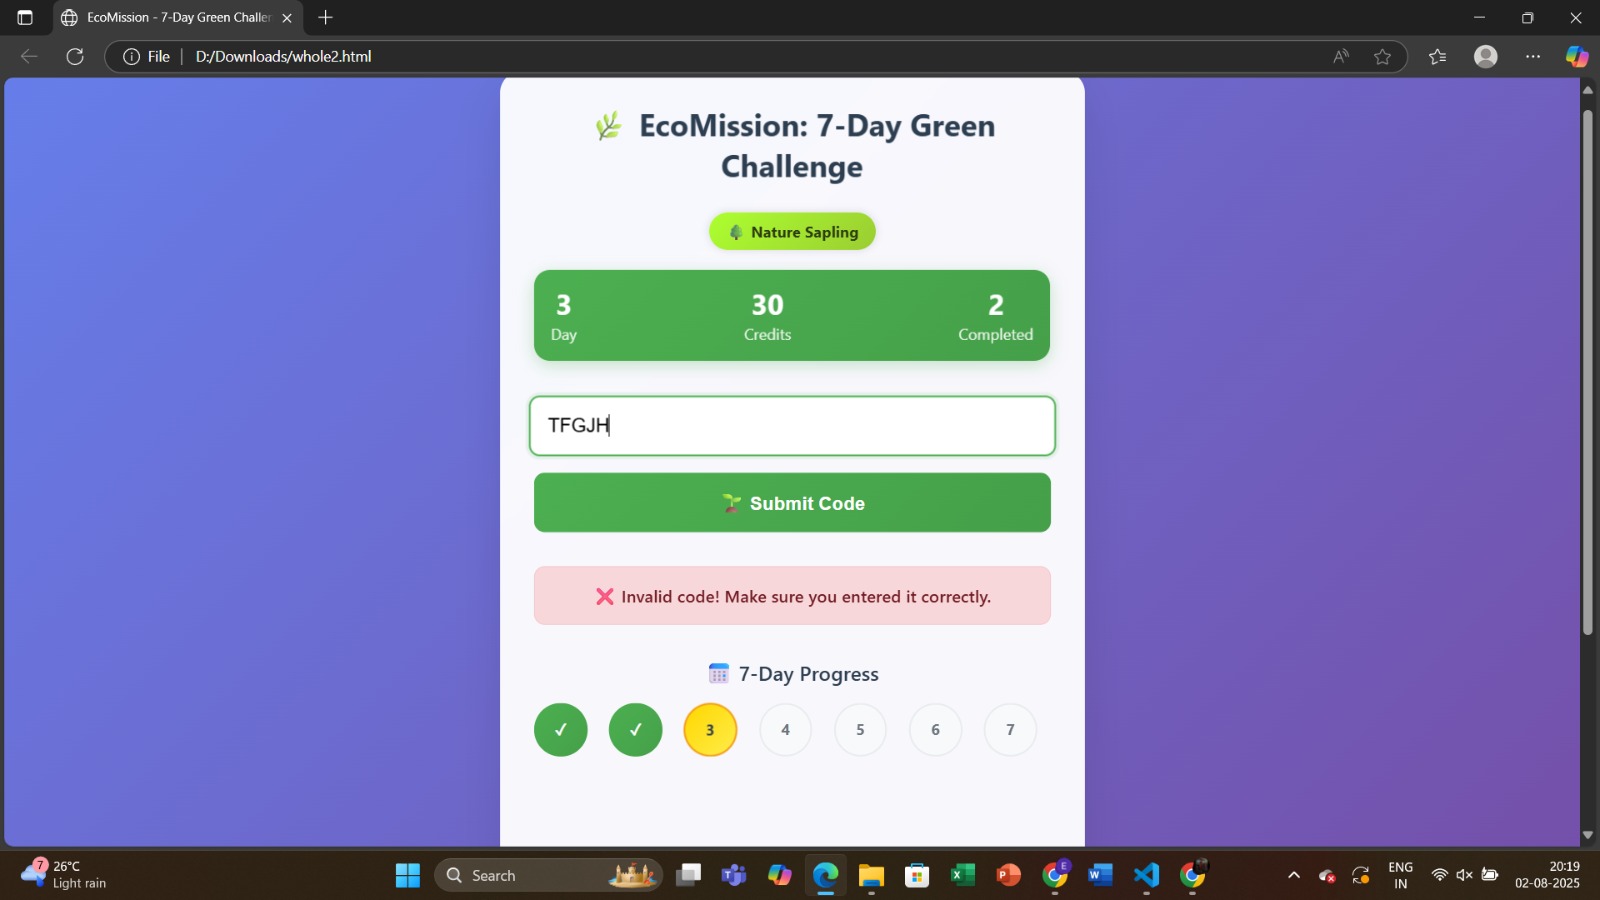 EcoMission - 7-Day Green Challer
File
D:/Downloads/whole2.html
EcoMission: 7-Day Green
Challenge
Nature Sapling
3 30 2
Day Credits Completed
TFGJH
Submit Code
Invalid code! Make sure you entered it correctly.
7-Day Progress
3 4 5 6 7
7
26°C
Light rain
Search
ENG
IN
20:19
02-08-2025